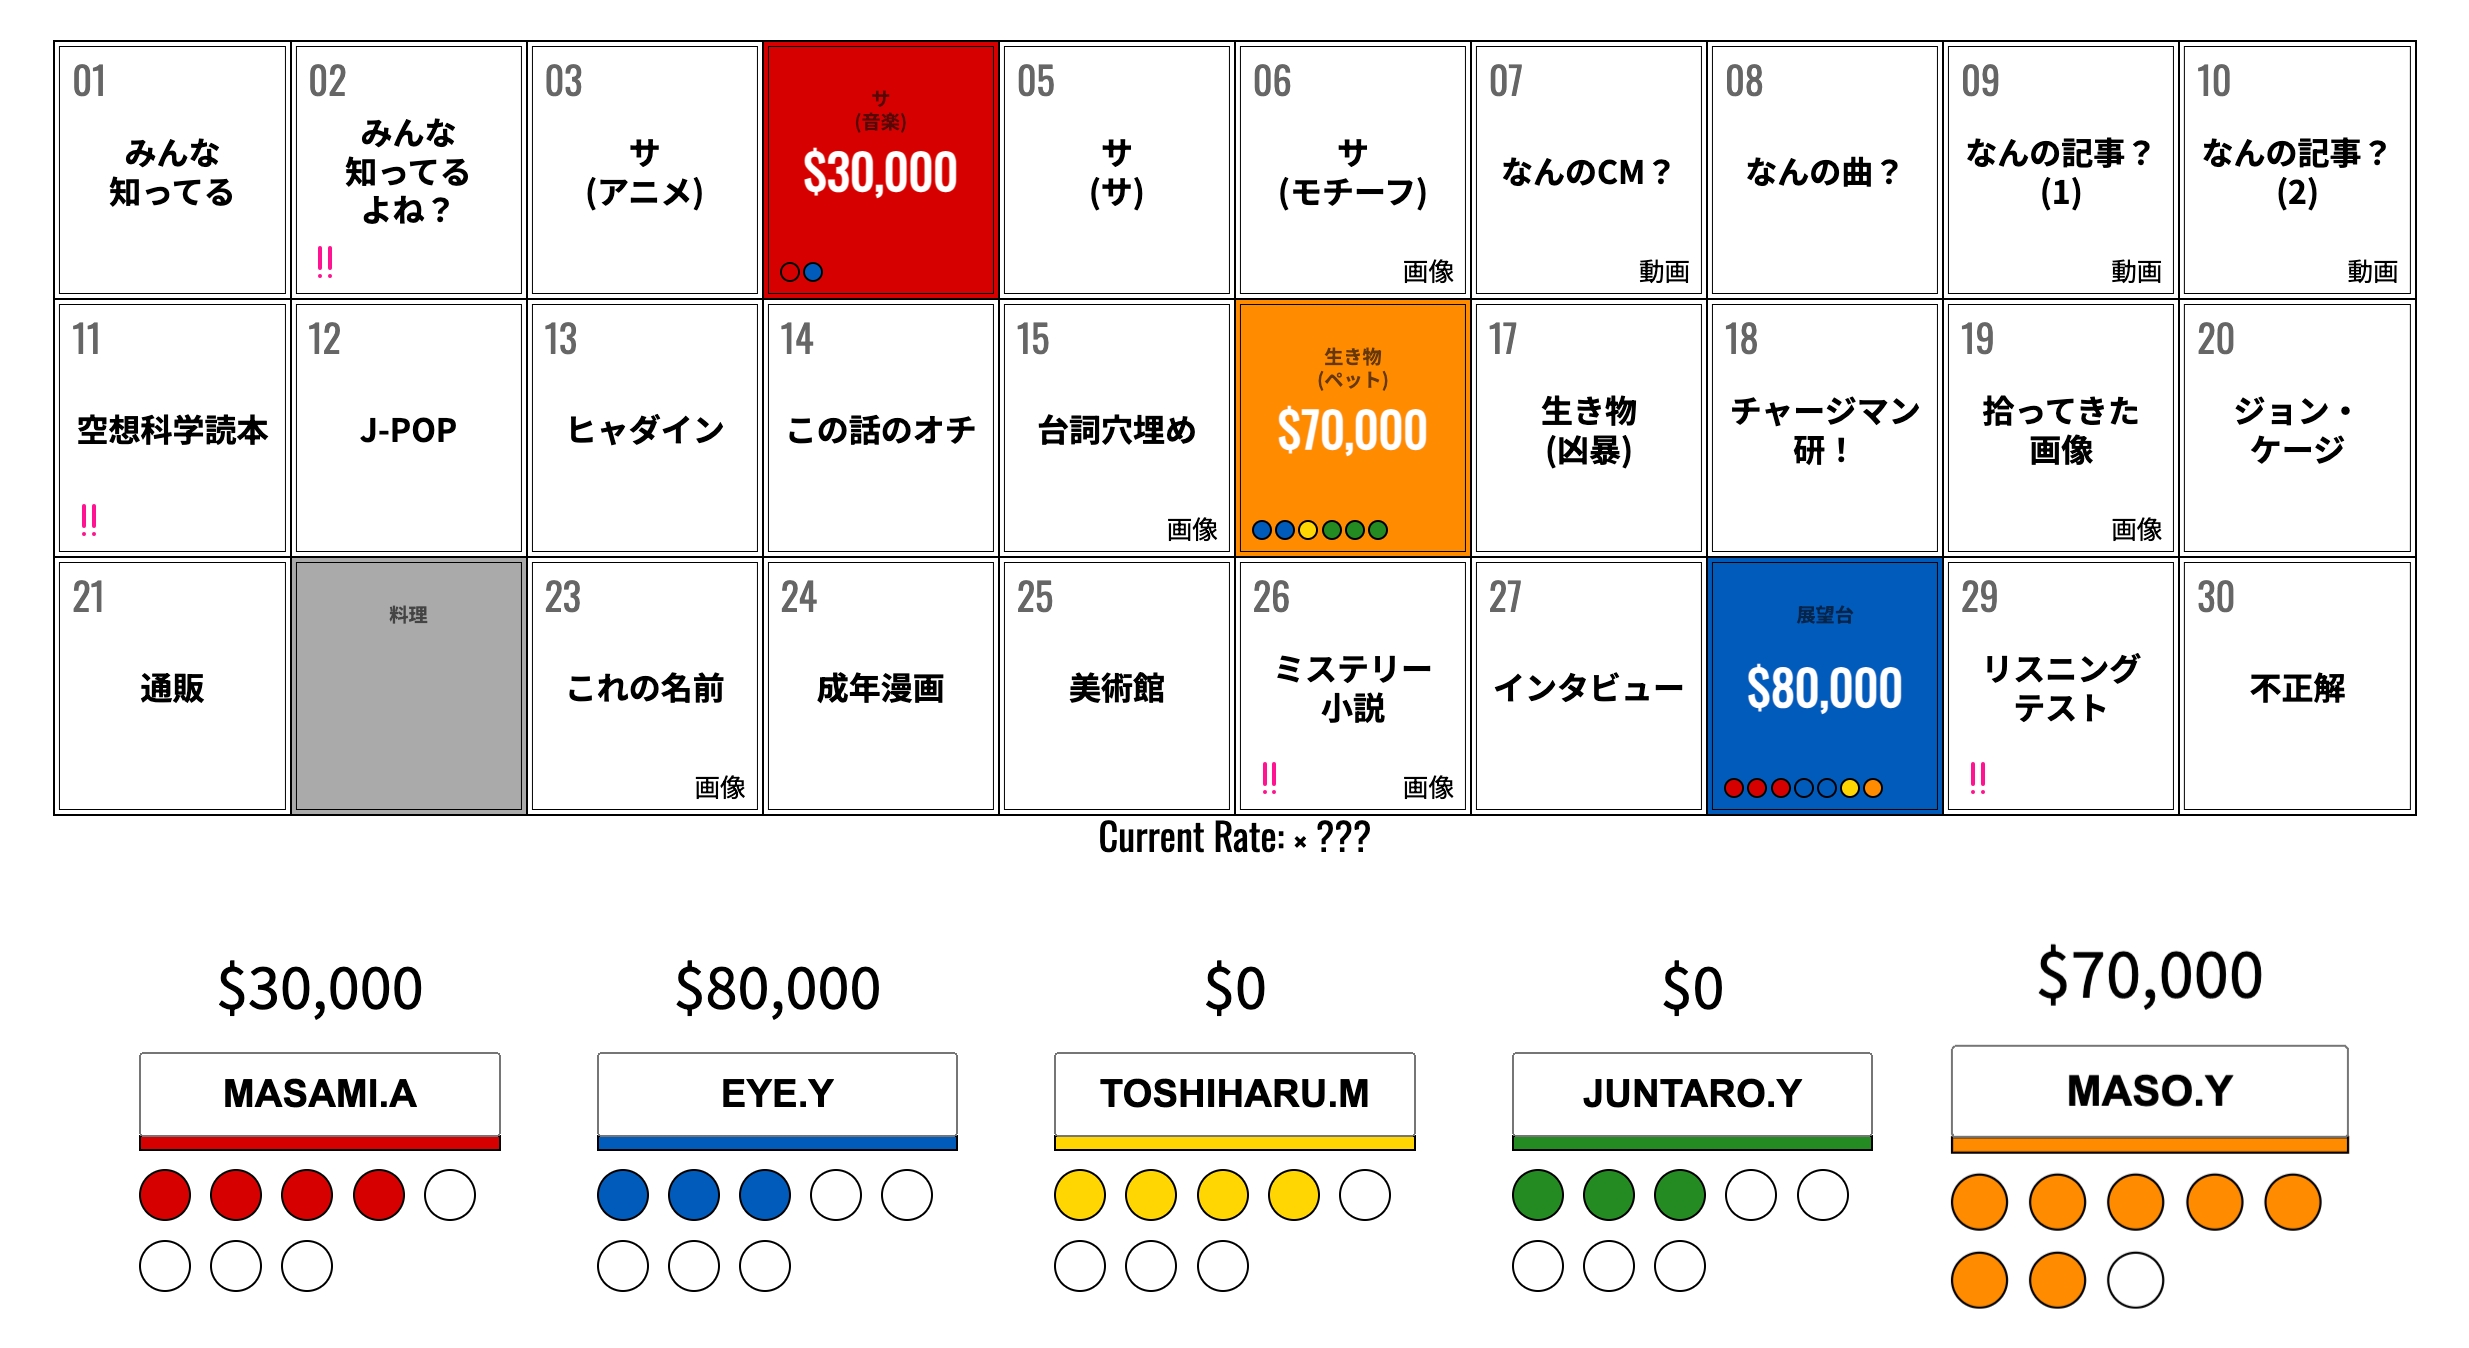 01
みんな
知ってる
02
みんな
知ってる
よね？
!!
03
サ
(アニメ)
サ
(音楽)
$30,000
05
サ
(サ)
06
サ
(モチーフ)
画像
07
なんのCM？
動画
08
なんの曲？
09
なんの記事？
(1)
動画
10
なんの記事？
(2)
動画
11
空想科学読本
!!
12
J-POP
13
ヒャダイン
14
この話のオチ
15
台詞穴埋め
画像
生き物
(ペット)
$70,000
17
生き物
(凶暴)
18
チャージマン
研！
19
拾ってきた
画像
画像
20
ジョン・
ケージ
21
通販
料理
23
これの名前
画像
24
成年漫画
25
美術館
26
ミステリー
小説
!!
画像
27
インタビュー
展望台
$80,000
29
リスニング
テスト
!!
30
不正解
Current Rate: × ???
$30,000
MASAMI.A
$80,000
EYE.Y
$0
TOSHIHARU.M
$0
JUNTARO.Y
$70,000
MASO.Y